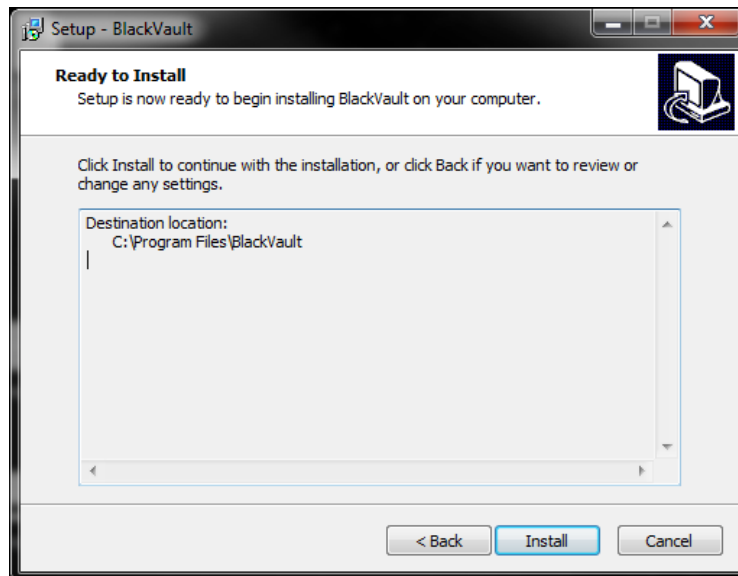 Setup - BlackVault
Ready to Install
Setup is now ready to begin installing BlackVault on your computer.
Click Install to continue with the installation, or click Back if you want to review or
change any settings.
Destination location:
C:\Program Files\BlackVault
< Back
Install
Cancel